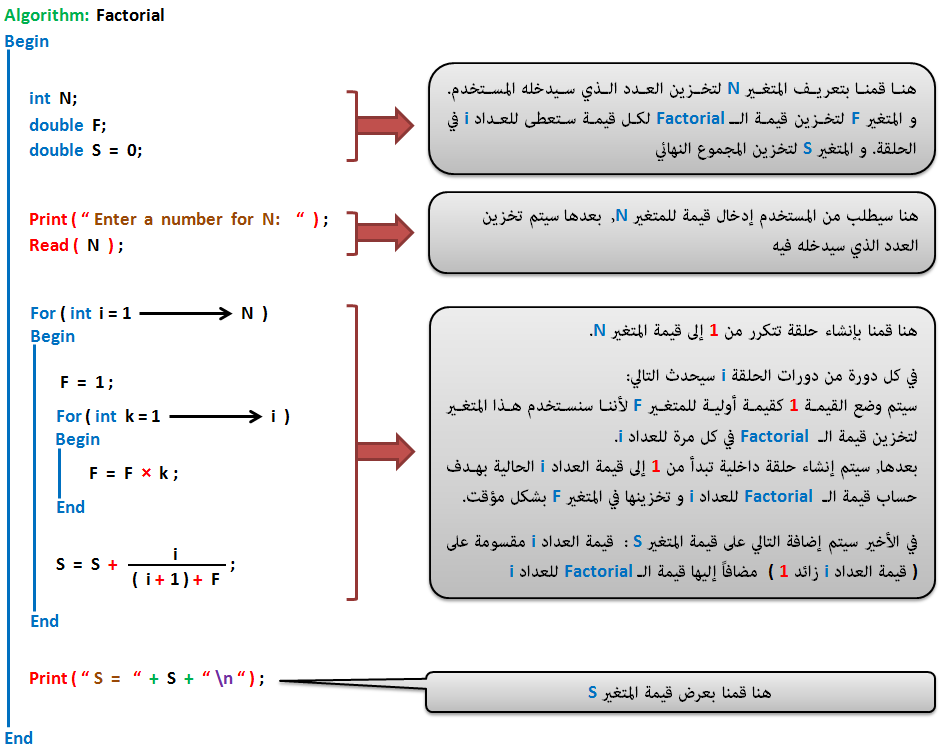 Algorithm: Factorial
Begin
int N;
double F;
double S = 0;
هنا قمنا بتعريف المتغير N لتخزين العدد الذي سيدخله المستخدم.
و المتغير F لتخزين قيمة الـ Factorial لكل قيمة ستعطى للعداد i في
الحلقة. و المتغير S لتخزين المجموع النهائي
Print ( “ Enter a number for N: “ ) ;
Read ( N ) ;
هنا سيطلب من المستخدم إدخال قيمة للمتغير N, بعدها سيتم تخزين
العدد الذي سيدخله فيه
For ( int i = 1 ⟶ N )
Begin
F = 1 ;
For ( int k = 1 ⟶ i )
Begin
F = F × k ;
End
S = S + i / ( i + 1 ) + F ;
End
هنا قمنا بإنشاء حلقة تتكرر من 1 إلى قيمة المتغير N.
في كل دورة من دورات الحلقة i سيحدث التالي:
سيتم وضع القيمة 1 كقيمة أولية للمتغير F لأننا سنستخدم هذا المتغير
لتخزين قيمة الـ Factorial في كل مرة للعداد i.
بعدها, سيتم إنشاء حلقة داخلية تبدأ من 1 إلى قيمة العداد i الحالية بهدف
حساب قيمة الـ Factorial للعداد i و تخزينها في المتغير F بشكل مؤقت.
في الأخير سيتم إضافة التالي على قيمة المتغير S : قيمة العداد i مقسومة على
( قيمة العداد i زائد 1 ) مضافاً إليها قيمة الـ Factorial للعداد i
Print ( “ S = “ + S + “ \n “ ) ;
هنا قمنا بعرض قيمة المتغير S
End